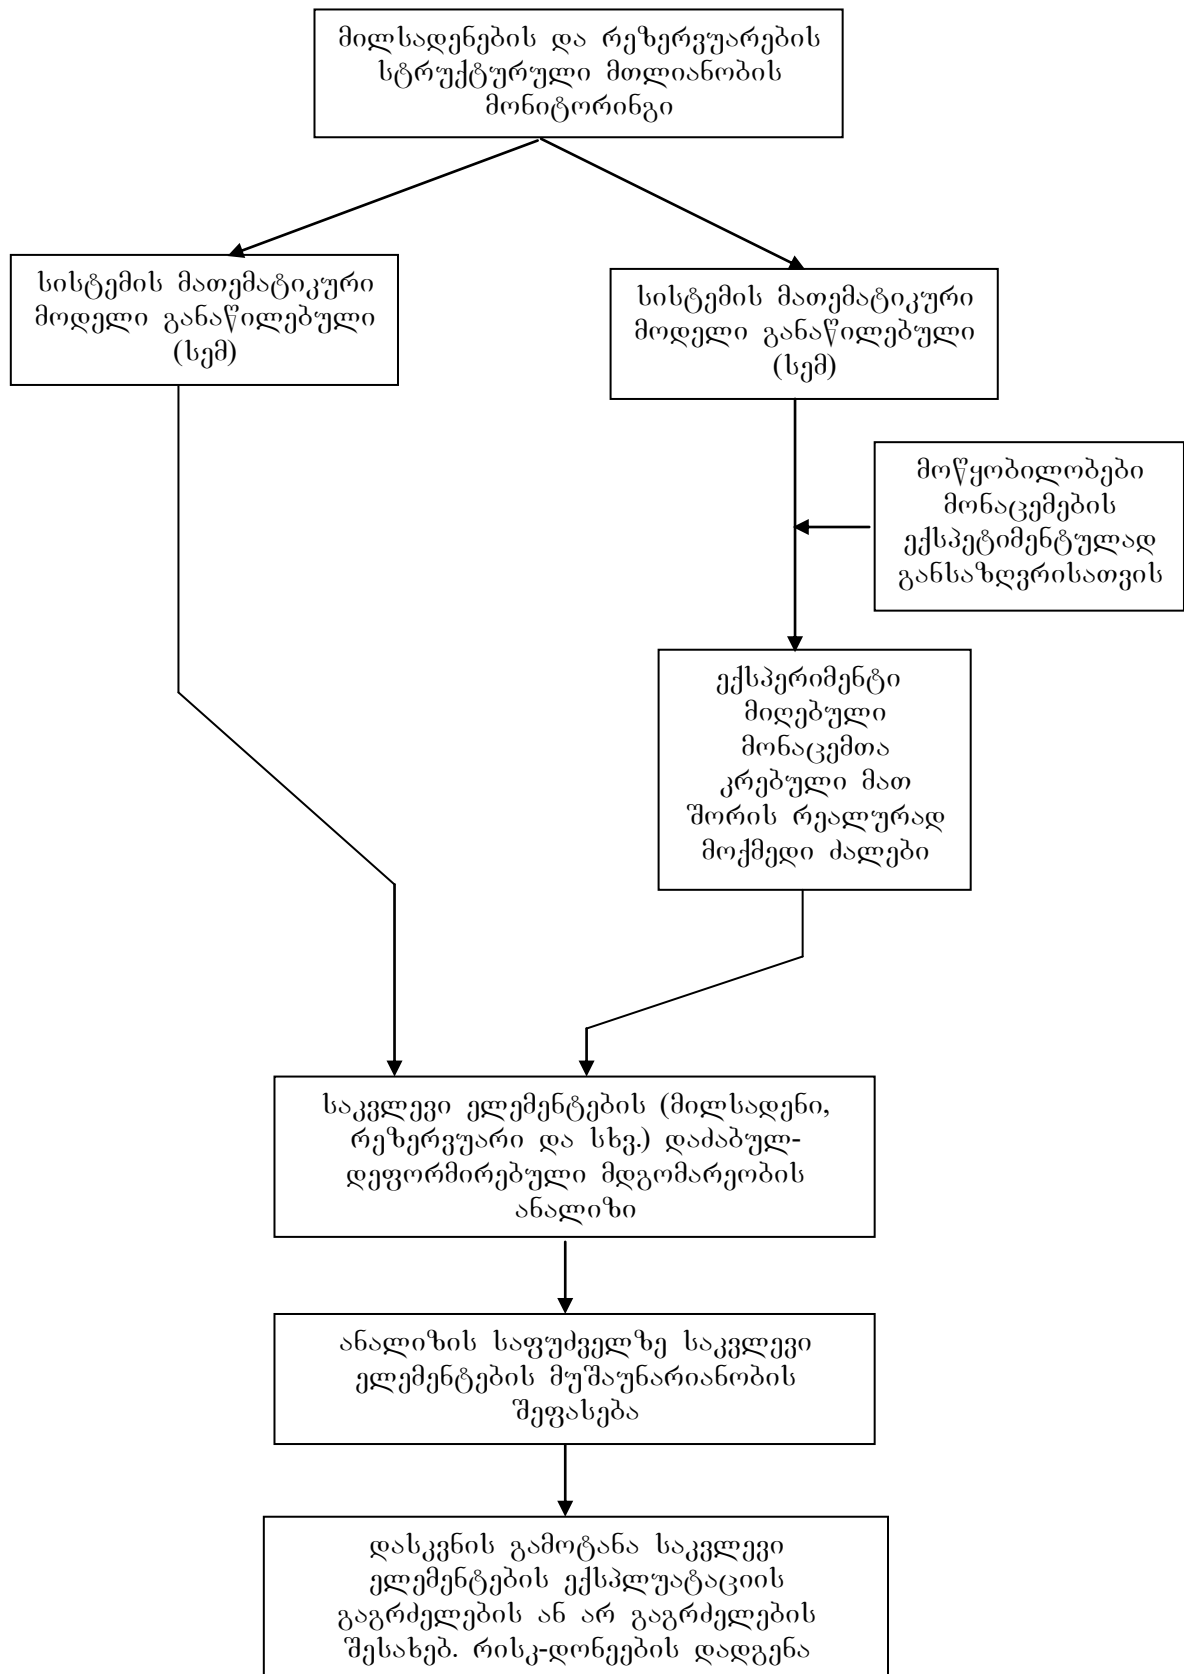 მილსადენების და რეზერვუარების
სტრუქტურული მთლიანობის
მონიტორინგი
სისტემის მათემატიკური
მოდელი განაწილებული
(სემ)
სისტემის მათემატიკური
მოდელი განაწილებული
(სემ)
მოწყობილობები
მონაცემების
ექსპეტიმენტულად
განსაზღვრისათვის
ექსპერიმენტი
მიღებული
მონაცემთა
კრებული მათ
შორის რეალურად
მოქმედი ძალები
საკვლევი ელემენტების (მილსადენი,
რეზერვუარი და სხვ.) დაძაბულ-
დეფორმირებული მდგომარეობის
ანალიზი
ანალიზის საფუძველზე საკვლევი
ელემენტების მუშაუნარიანობის
შეფასება
დასკვნის გამოტანა საკვლევი
ელემენტების ექსპლუატაციის
გაგრძელების ან არ გაგრძელების
შესახებ. რისკ-დონეების დადგენა